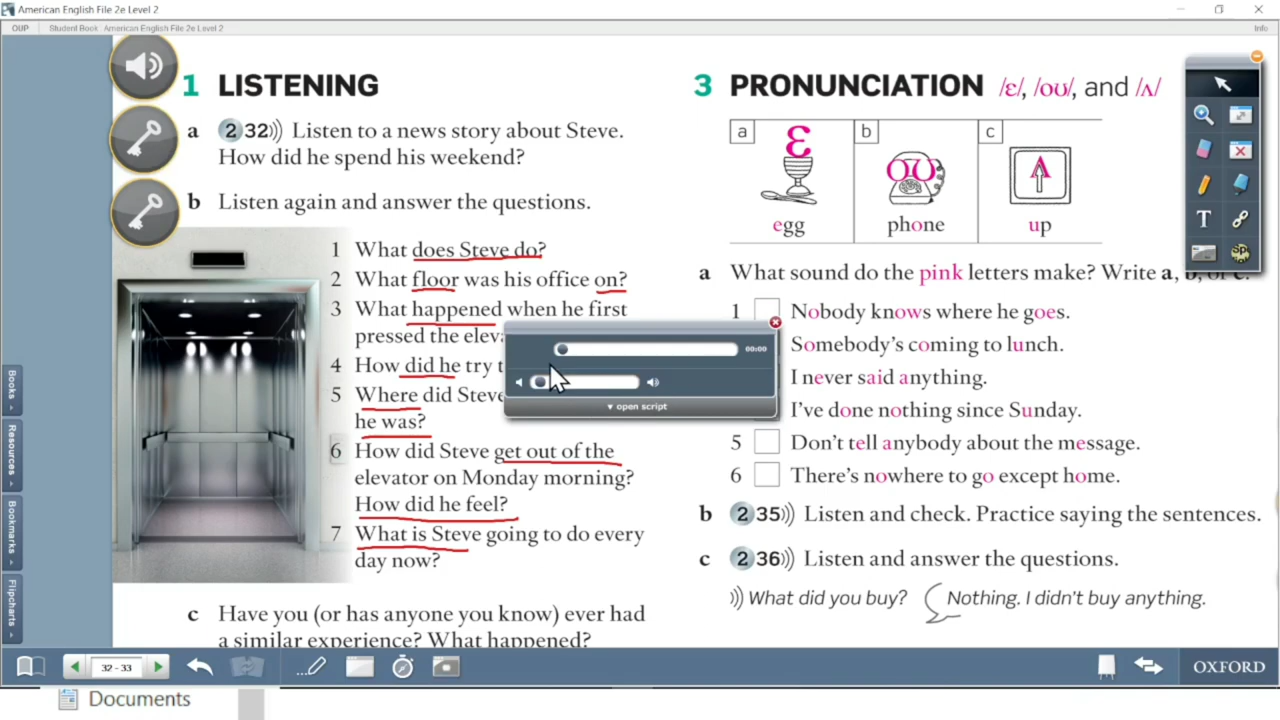 American English File 2e Level 2
OUP Student Book American English File 2e Level 2 Info
1 LISTENING
a 2 32 Listen to a news story about Steve.
How did he spend his weekend?
b Listen again and answer the questions.
1 What does Steve do?
2 What floor was his office on?
3 What happened when he first
pressed the elev
4 How did he try t
5 Where did Steve
he was?
6 How did Steve get out of the
elevator on Monday morning?
How did he feel?
7 What is Steve going to do every
day now?
c Have you (or has anyone you know) ever had
a similar experience? What happened?
00:00
open script
3 PRONUNCIATION /ɛ/, /oʊ/, and /ʌ/
a b c
ɛ oʊ ʌ
egg phone up
a What sound do the pink letters make? Write a, b, or c.
1 Nobody knows where he goes.
Somebody's coming to lunch.
I never said anything.
I've done nothing since Sunday.
5 Don't tell anybody about the message.
6 There's nowhere to go except home.
b 2 35 Listen and check. Practice saying the sentences.
c 2 36 Listen and answer the questions.
What did you buy? Nothing. I didn't buy anything.
T
Books
Resources
Bookmarks
Flipcharts
32 - 33
OXFORD
Documents